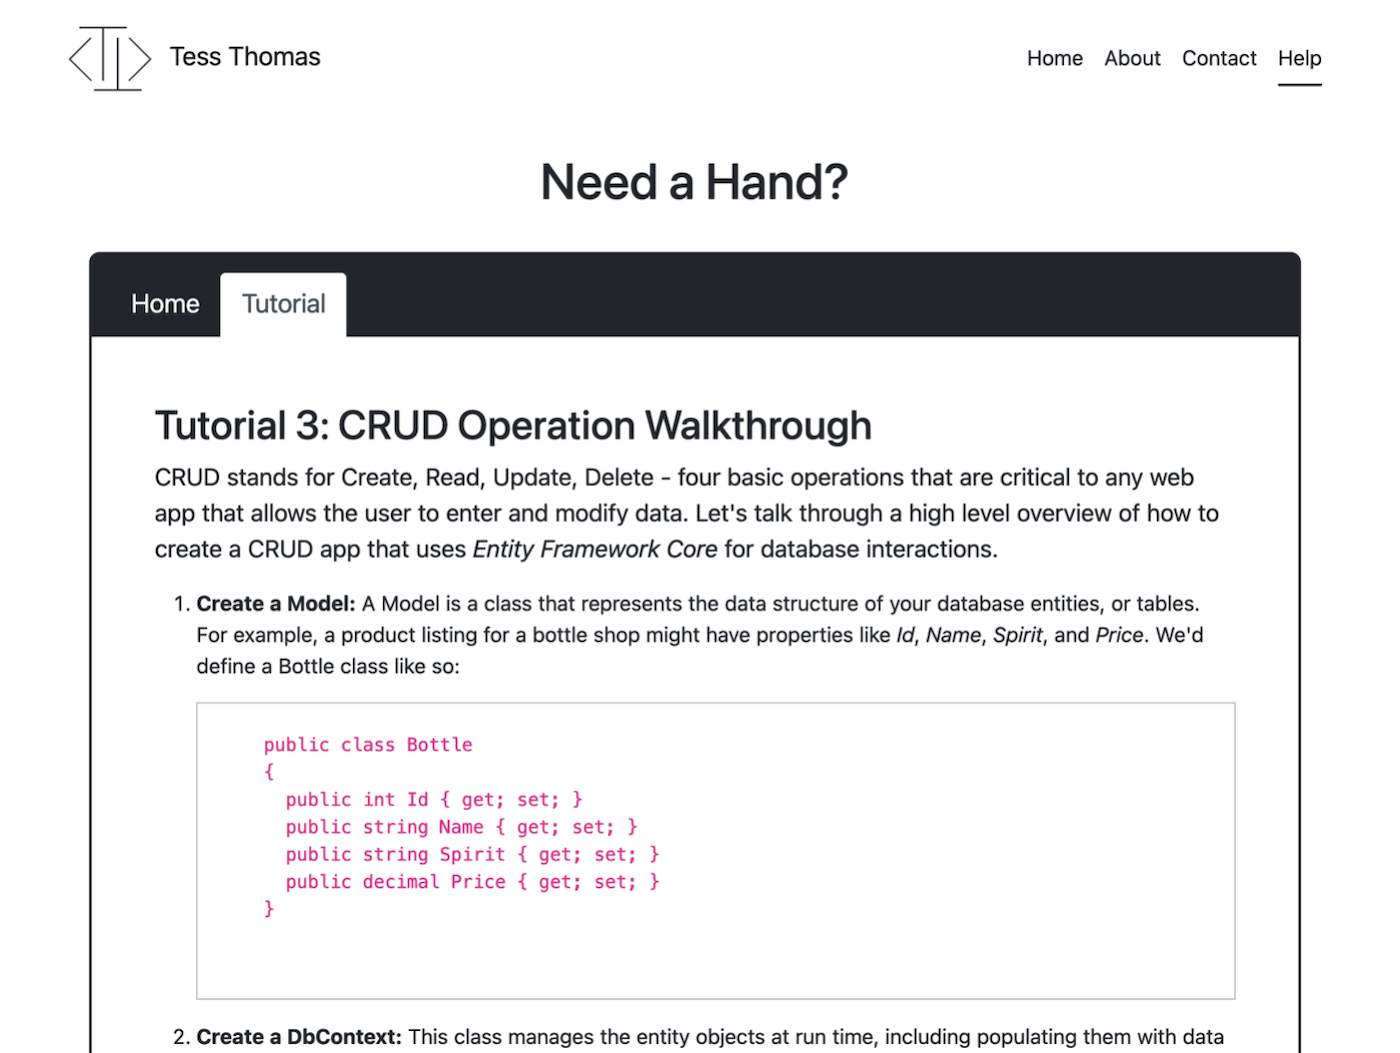 Tess Thomas
Home About Contact Help
Need a Hand?
Home Tutorial
Tutorial 3: CRUD Operation Walkthrough
CRUD stands for Create, Read, Update, Delete - four basic operations that are critical to any web
app that allows the user to enter and modify data. Let's talk through a high level overview of how to
create a CRUD app that uses Entity Framework Core for database interactions.
1. Create a Model: A Model is a class that represents the data structure of your database entities, or tables.
For example, a product listing for a bottle shop might have properties like Id, Name, Spirit, and Price. We'd
define a Bottle class like so:
public class Bottle
{
public int Id { get; set; }
public string Name { get; set; }
public string Spirit { get; set; }
public decimal Price { get; set; }
}
2. Create a DbContext: This class manages the entity objects at run time, including populating them with data